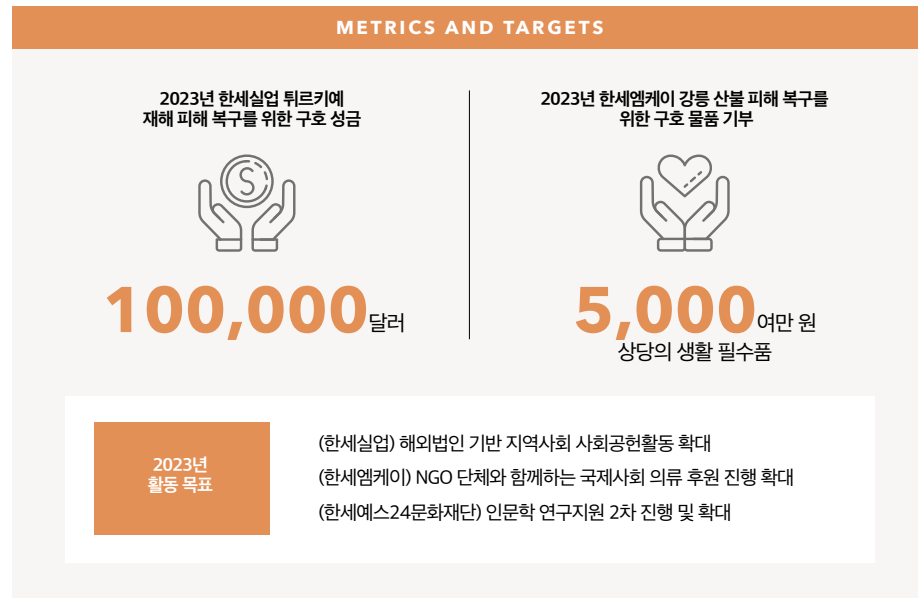 METRICS AND TARGETS
2023년 한세실업 튀르키예
재해 피해 복구를 위한 구호 성금
100,000달러
2023년 한세엠케이 강릉 산불 피해 복구를
위한 구호 물품 기부
5,000여만 원
상당의 생활 필수품
2023년
활동 목표
(한세실업) 해외법인 기반 지역사회 사회공헌활동 확대
(한세엠케이) NGO 단체와 함께하는 국제사회 의류 후원 진행 확대
(한세예스24문화재단) 인문학 연구지원 2차 진행 및 확대